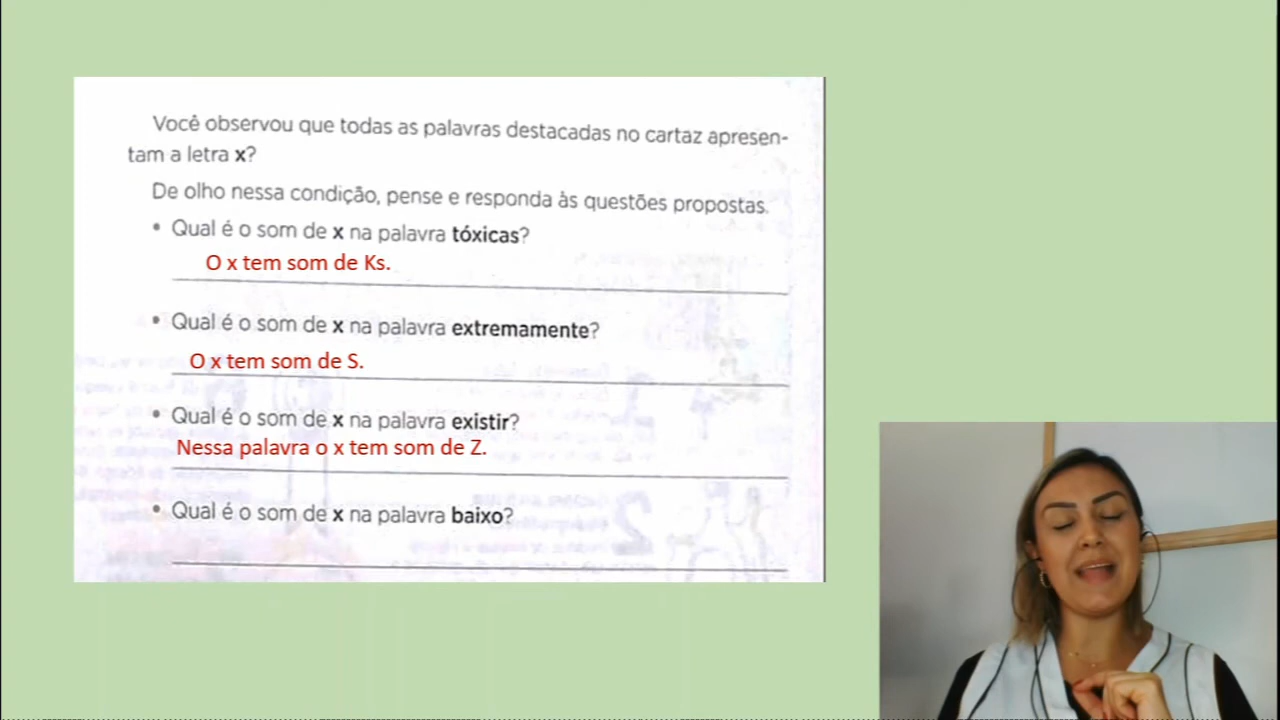 Você observou que todas as palavras destacadas no cartaz apresen-
tam a letra x?
De olho nessa condição, pense e responda às questões propostas.
• Qual é o som de x na palavra tóxicas?
O x tem som de Ks.
• Qual é o som de x na palavra extremamente?
O x tem som de S.
• Qual é o som de x na palavra existir?
Nessa palavra o x tem som de Z.
• Qual é o som de x na palavra baixo?